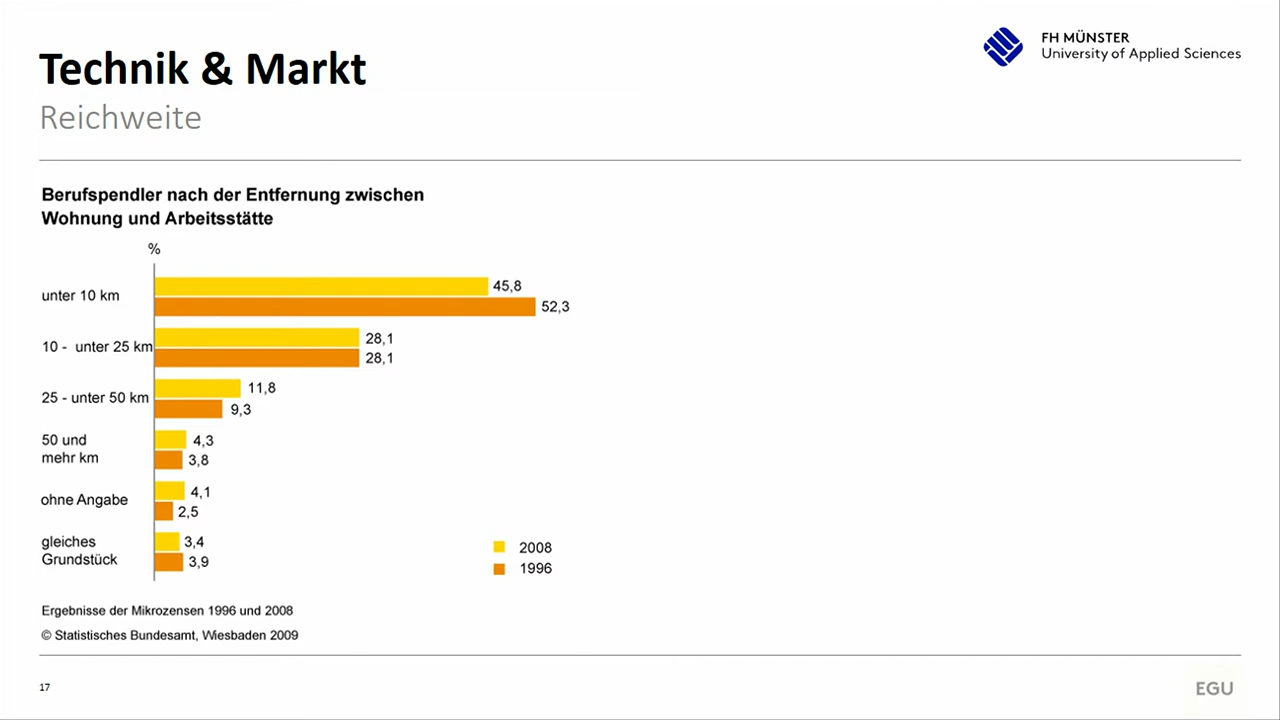 FH MÜNSTER
University of Applied Sciences
Technik & Markt
Reichweite
Berufspendler nach der Entfernung zwischen
Wohnung und Arbeitsstätte
%
unter 10 km
45,8
52,3
10 - unter 25 km
28,1
28,1
25 - unter 50 km
11,8
9,3
50 und
mehr km
4,3
3,8
ohne Angabe
4,1
2,5
gleiches
Grundstück
3,4
3,9
2008
1996
Ergebnisse der Mikrozensen 1996 und 2008
© Statistisches Bundesamt, Wiesbaden 2009
17
EGU